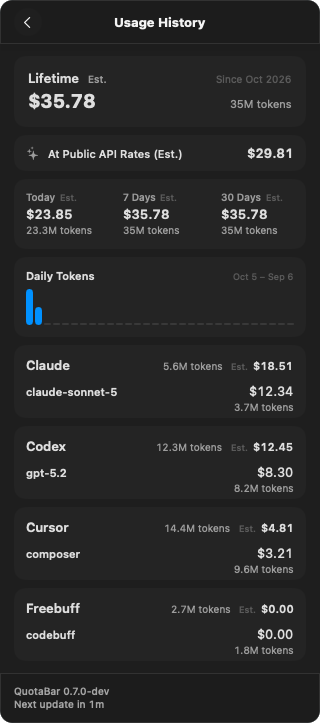 Usage History
Lifetime Est. Since Oct 2026
$35.78 35M tokens
At Public API Rates (Est.) $29.81
Today Est. 7 Days Est. 30 Days Est.
$23.85 $35.78 $35.78
23.3M tokens 35M tokens 35M tokens
Daily Tokens Oct 5 – Sep 6
Claude 5.6M tokens Est. $18.51
claude-sonnet-5 $12.34
3.7M tokens
Codex 12.3M tokens Est. $12.45
gpt-5.2 $8.30
8.2M tokens
Cursor 14.4M tokens Est. $4.81
composer $3.21
9.6M tokens
Freebuff 2.7M tokens Est. $0.00
codebuff $0.00
1.8M tokens
QuotaBar 0.7.0-dev
Next update in 1m